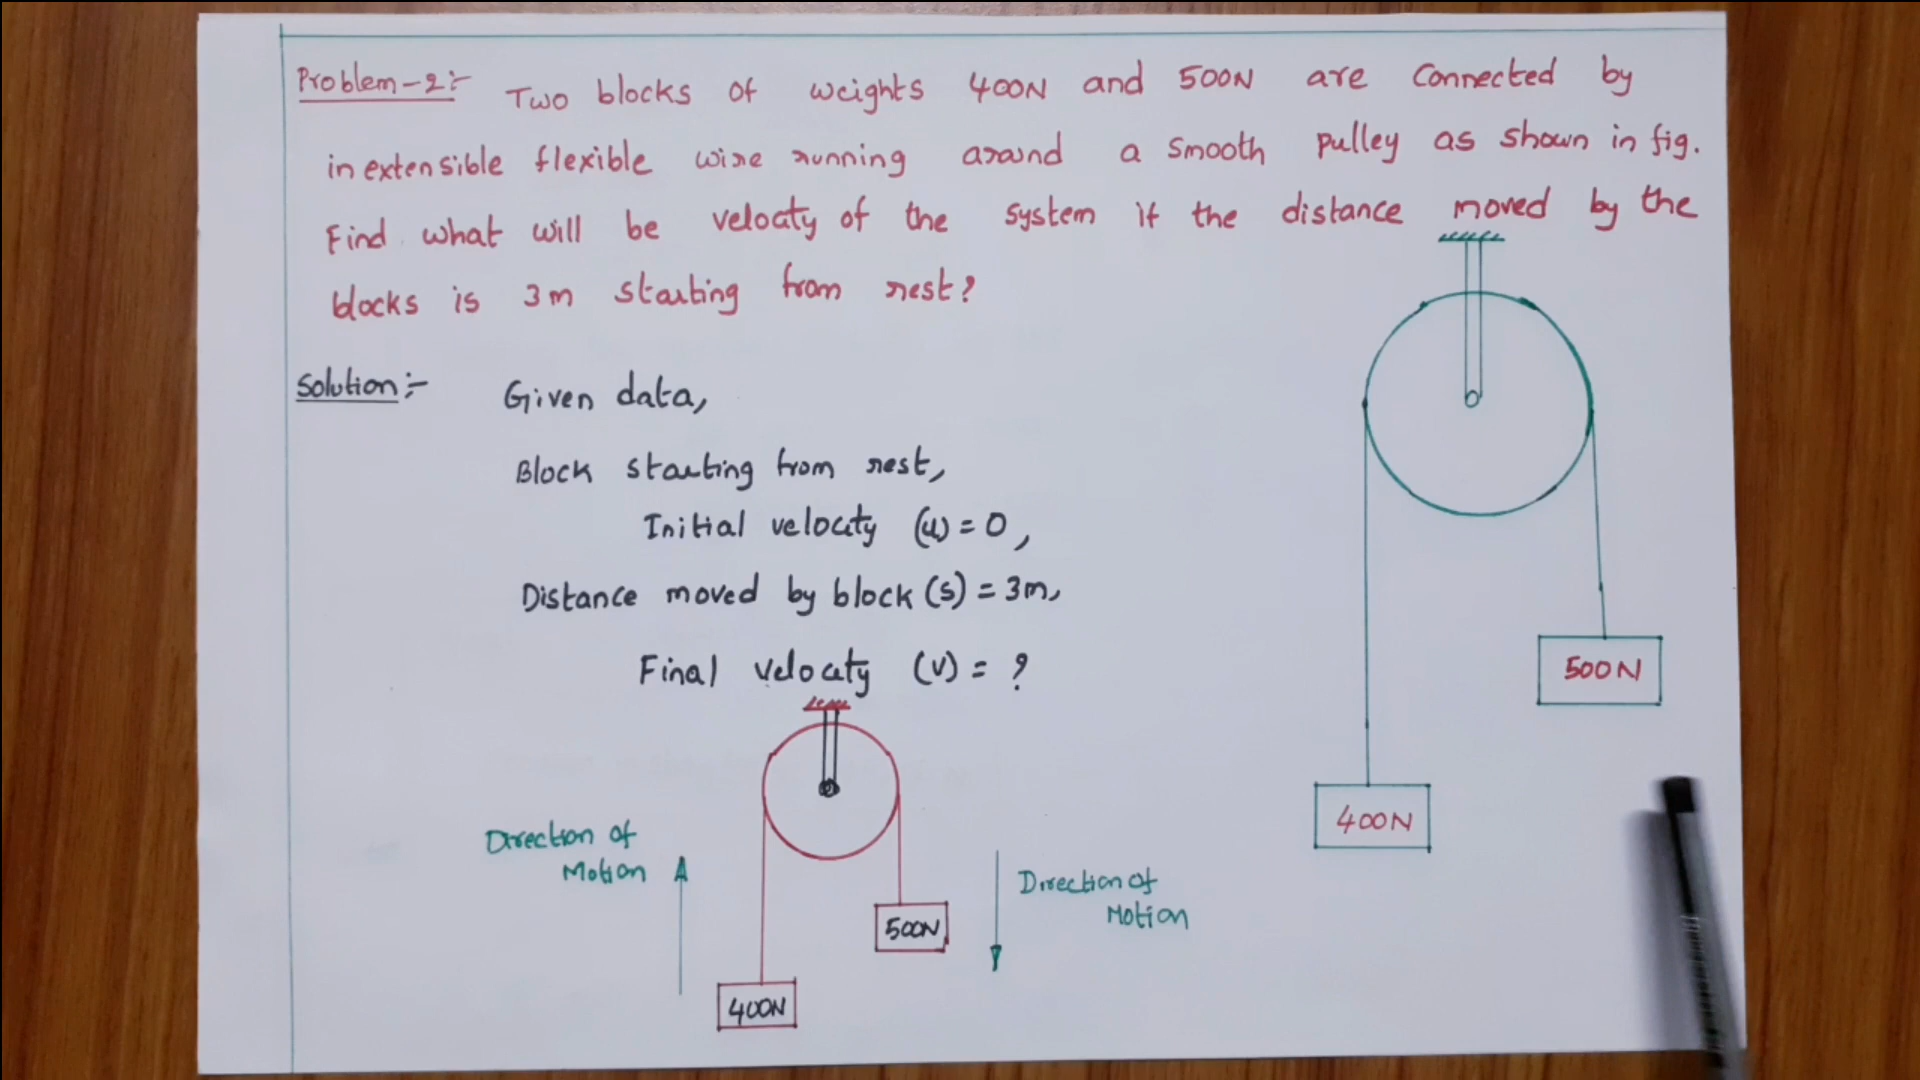 Problem-2:- Two blocks of weights 400N and 500N are connected by
inextensible flexible wire running around a smooth pulley as shown in fig.
Find what will be velocity of the system if the distance moved by the
blocks is 3m starting from rest?
Solution:- Given data,
Block starting from rest,
Initial velocity (u) = 0,
Distance moved by block (s) = 3m,
Final velocity (v) = ?
500N
400N
Direction of
Motion
Direction of
Motion
500N
400N